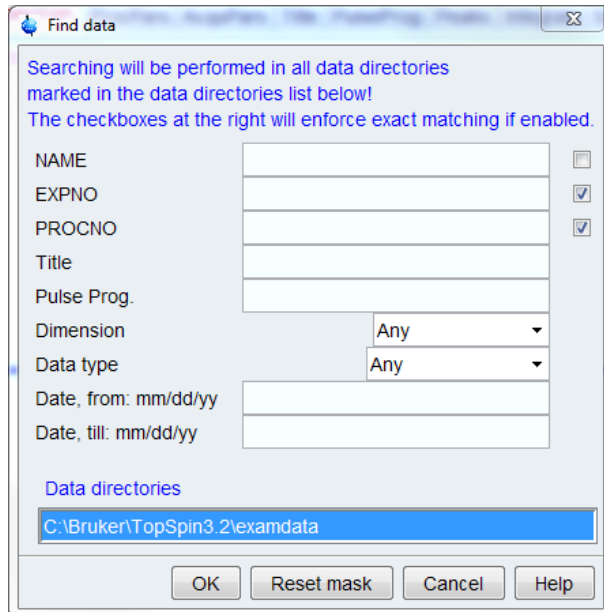 Find data
Searching will be performed in all data directories
marked in the data directories list below!
The checkboxes at the right will enforce exact matching if enabled.
NAME
EXPNO
PROCNO
Title
Pulse Prog.
Dimension Any
Data type Any
Date, from: mm/dd/yy
Date, till: mm/dd/yy
Data directories
C:\Bruker\TopSpin3.2\examdata
OK Reset mask Cancel Help